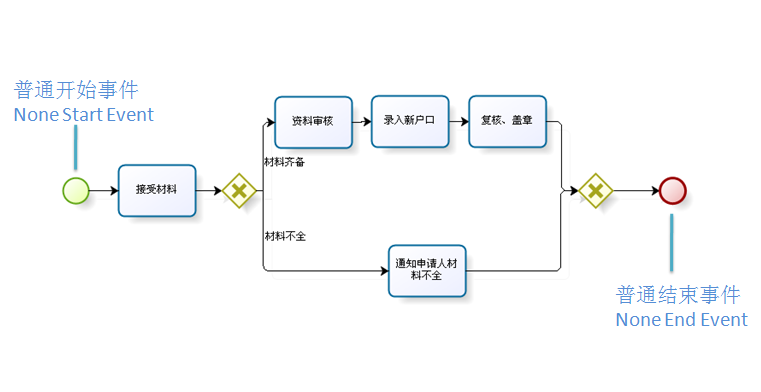 普通开始事件
None Start Event
资料审核
录入新户口
复核、盖章
材料齐备
接受材料
材料不全
通知申请人材
料不全
普通结束事件
None End Event